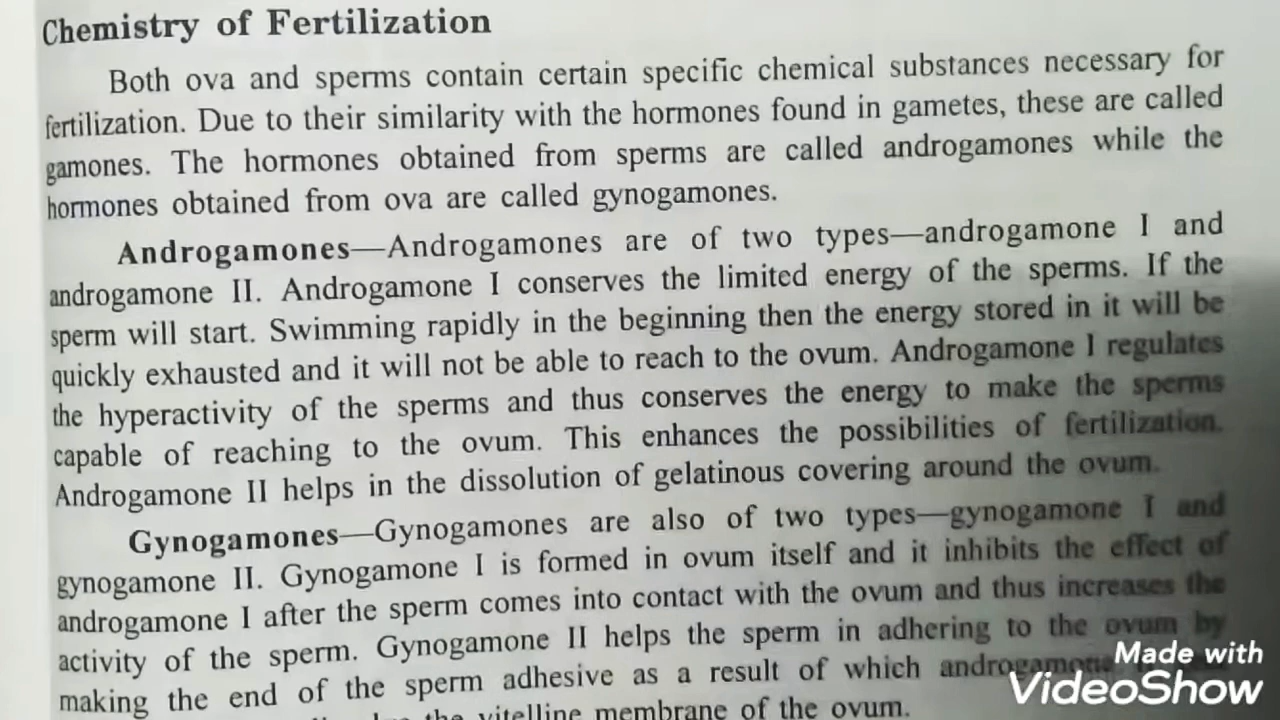 Chemistry of Fertilization
Both ova and sperms contain certain specific chemical substances necessary for
fertilization. Due to their similarity with the hormones found in gametes, these are called
gamones. The hormones obtained from sperms are called androgamones while the
hormones obtained from ova are called gynogamones.
Androgamones—Androgamones are of two types—androgamone I and
androgamone II. Androgamone I conserves the limited energy of the sperms. If the
sperm will start. Swimming rapidly in the beginning then the energy stored in it will be
quickly exhausted and it will not be able to reach to the ovum. Androgamone I regulates
the hyperactivity of the sperms and thus conserves the energy to make the sperms
capable of reaching to the ovum. This enhances the possibilities of fertilization.
Androgamone II helps in the dissolution of gelatinous covering around the ovum.
Gynogamones—Gynogamones are also of two types—gynogamone I and
gynogamone II. Gynogamone I is formed in ovum itself and it inhibits the effect of
androgamone I after the sperm comes into contact with the ovum and thus increases the
activity of the sperm. Gynogamone II helps the sperm in adhering to the ovum by
making the end of the sperm adhesive as a result of which
the vitelline membrane of the ovum.
Made with
VideoShow